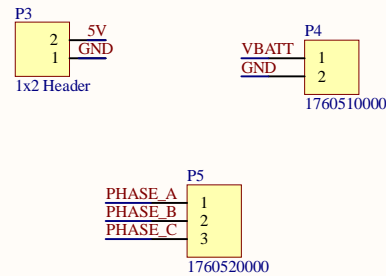 P3
2 5V
1 GND
1x2 Header
P4
VBATT 1
GND 2
1760510000
P5
PHASE_A 1
PHASE_B 2
PHASE_C 3
1760520000